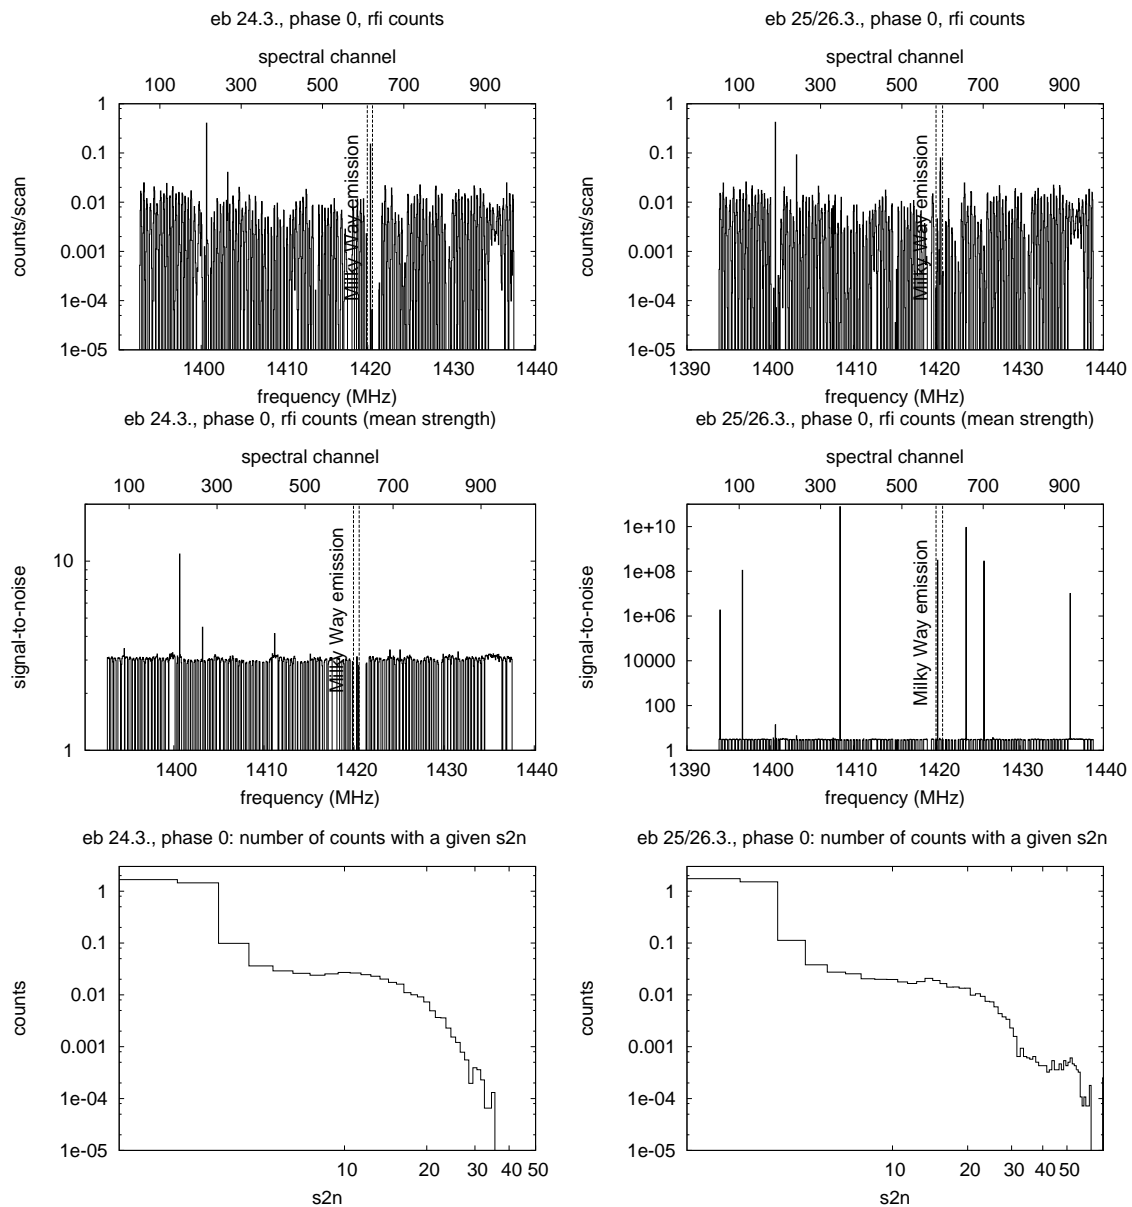 eb 24.3., phase 0, rfi counts
spectral channel
100 300 500 700 900
1
0.1
0.01
0.001
1e-04
1e-05
counts/scan
Milky Way emission
1400 1410 1420 1430 1440
frequency (MHz)
eb 25/26.3., phase 0, rfi counts
spectral channel
100 300 500 700 900
1
0.1
0.01
0.001
1e-04
1e-05
counts/scan
Milky Way emission
1390 1400 1410 1420 1430 1440
frequency (MHz)
eb 24.3., phase 0, rfi counts (mean strength)
spectral channel
100 300 500 700 900
10
1
signal-to-noise
Milky Way emission
1400 1410 1420 1430 1440
frequency (MHz)
eb 25/26.3., phase 0, rfi counts (mean strength)
spectral channel
100 300 500 700 900
1e+10
1e+08
1e+06
10000
100
1
signal-to-noise
Milky Way emission
1390 1400 1410 1420 1430 1440
frequency (MHz)
eb 24.3., phase 0: number of counts with a given s2n
1
0.1
0.01
0.001
1e-04
1e-05
counts
10 20 30 40 50
s2n
eb 25/26.3., phase 0: number of counts with a given s2n
1
0.1
0.01
0.001
1e-04
1e-05
counts
10 20 30 40 50
s2n